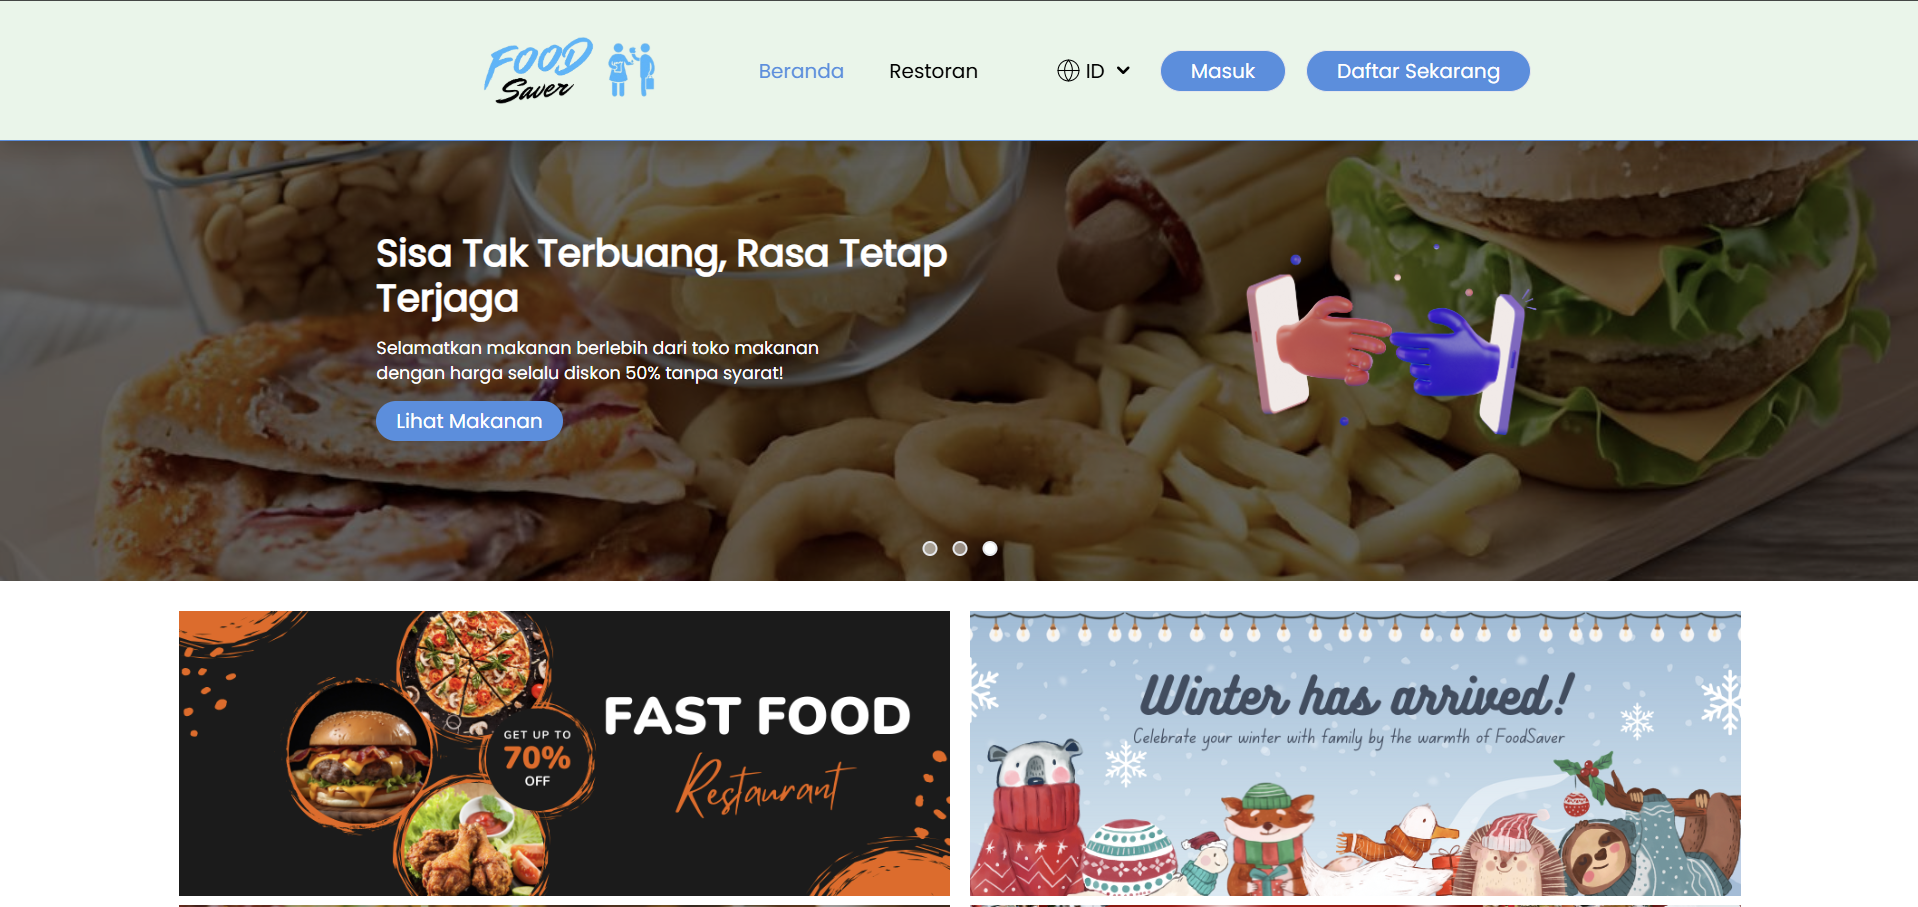 FOOD
Saver
Beranda
Restoran
ID
Masuk
Daftar Sekarang
Sisa Tak Terbuang, Rasa Tetap
Terjaga
Selamatkan makanan berlebih dari toko makanan
dengan harga selalu diskon 50% tanpa syarat!
Lihat Makanan
GET UP TO
70%
OFF
FAST FOOD
Restaurant
Winter has arrived!
Celebrate your winter with family by the warmth of FoodSaver